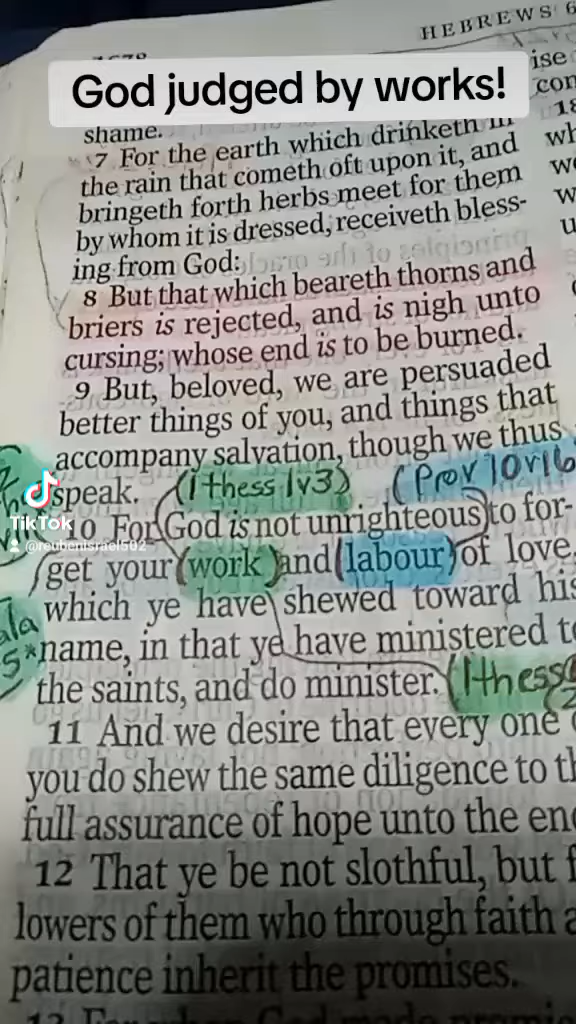 HEBREWS 6
God judged by works!
shame.
7 For the earth which drinketh in
the rain that cometh oft upon it, and
bringeth forth herbs meet for them
by whom it is dressed, receiveth bless-
ing from God:
8 But that which beareth thorns and
briers is rejected, and is nigh unto
cursing; whose end is to be burned.
9 But, beloved, we are persuaded
better things of you, and things that
accompany salvation, though we thus
speak. (1 thess 1v3) (Prov 10v16
TikTok
@reubenisrael502
10 For (God is not unrighteous) to for-
get your (work) and (labour) of love,
which ye have shewed toward his
*name, in that ye have ministered to
the saints, and do minister. (1thess
11 And we desire that every one
you do shew the same diligence to
full assurance of hope unto the end
12 That ye be not slothful, but
lowers of them who through faith
patience inherit the promises.